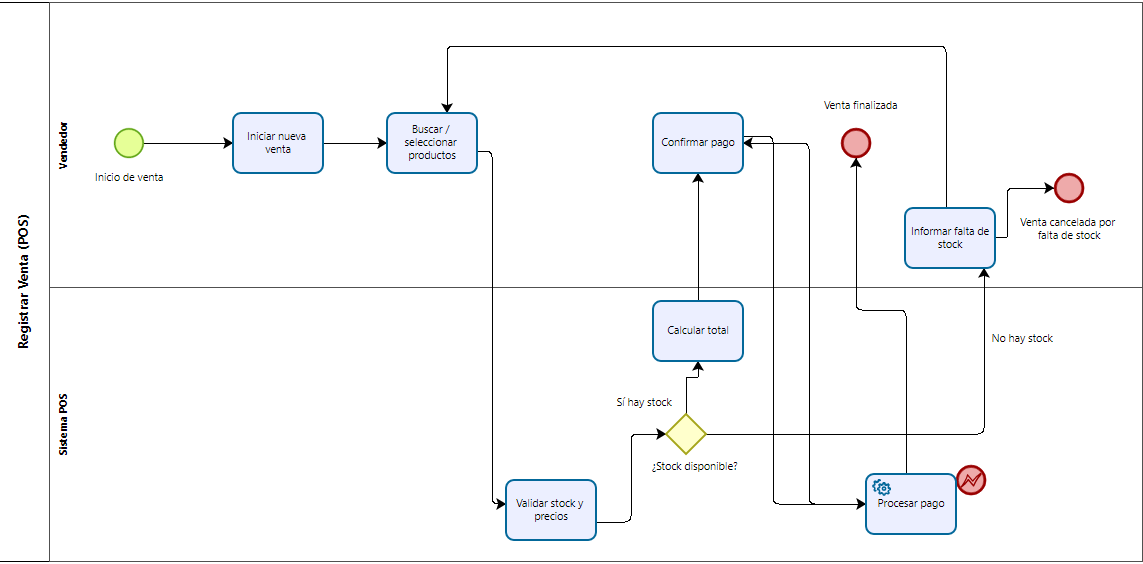 Registrar Venta (POS)
Vendedor
Inicio de venta
Iniciar nueva
venta
Buscar /
seleccionar
productos
Confirmar pago
Venta finalizada
Informar falta de
stock
Venta cancelada por
falta de stock
Sistema POS
Calcular total
No hay stock
Sí hay stock
¿Stock disponible?
Validar stock y
precios
Procesar pago